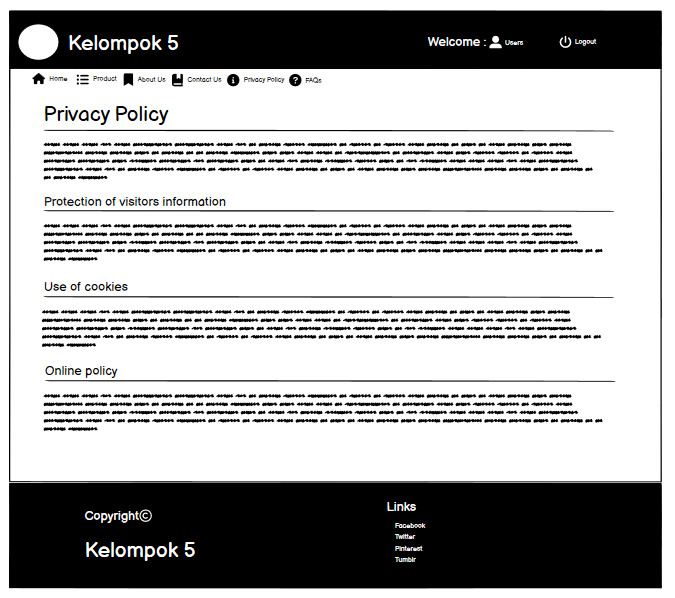 Kelompok 5
Welcome : Users Logout
Home Product About Us Contact Us Privacy Policy FAQs
Privacy Policy
Protection of visitors information
Use of cookies
Online policy
Copyright©
Kelompok 5
Links
Facebook
Twitter
Pinterest
Tumblr